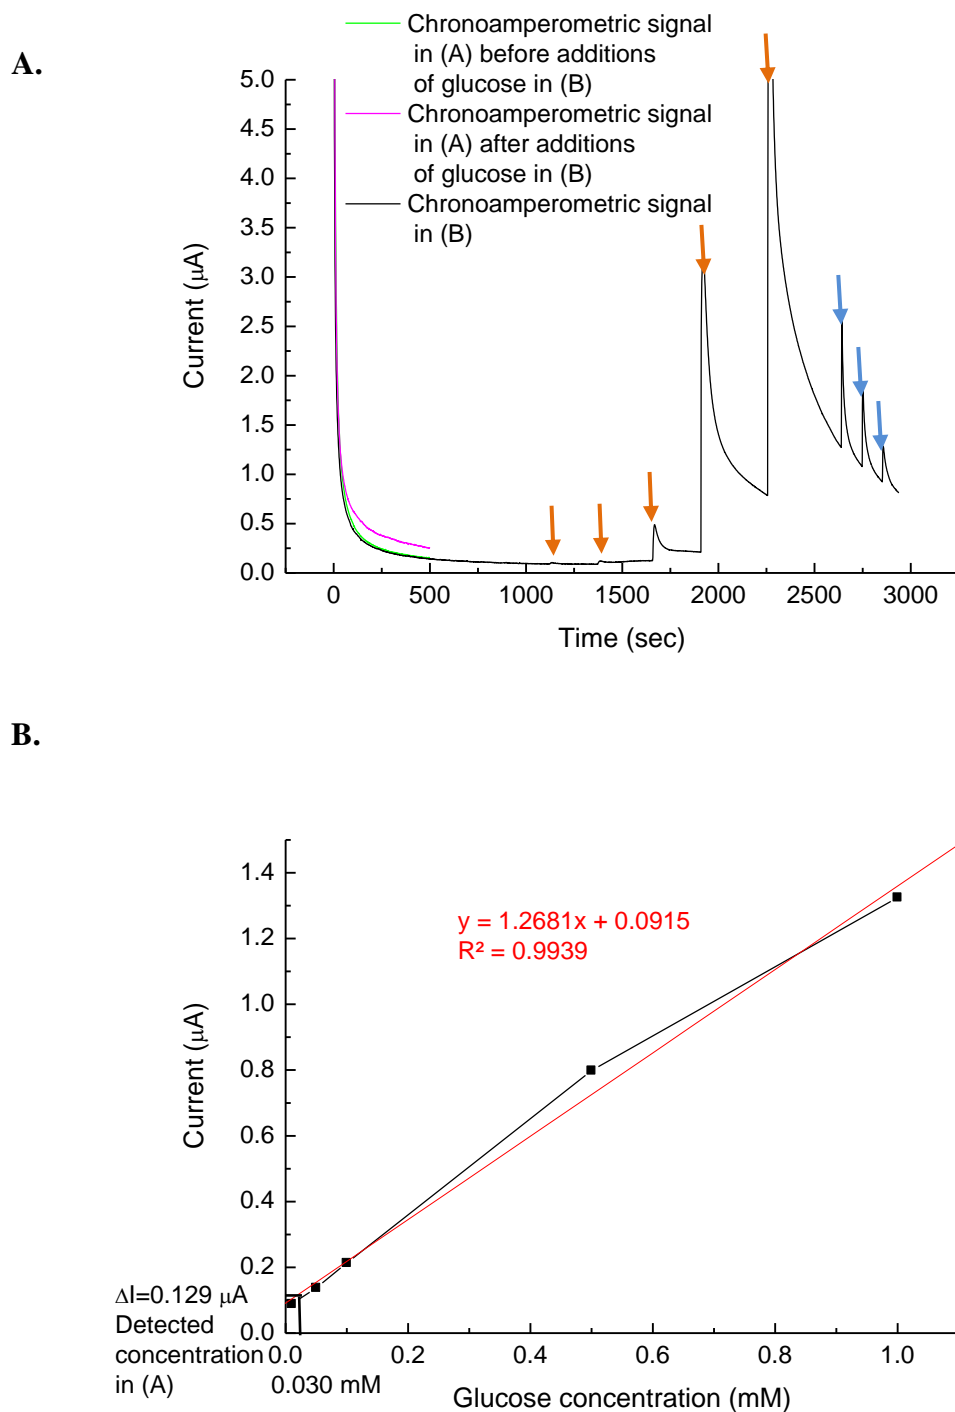 A.
Chronoamperometric signal
in (A) before additions
of glucose in (B)
Chronoamperometric signal
in (A) after additions
of glucose in (B)
Chronoamperometric signal
in (B)
5.0
4.5
4.0
3.5
3.0
2.5
2.0
1.5
1.0
0.5
0.0
Current (µA)
0 500 1000 1500 2000 2500 3000
Time (sec)
B.
1.4
1.2
1.0
0.8
0.6
0.4
0.2
0.0
Current (µA)
y = 1.2681x + 0.0915
R² = 0.9939
ΔI=0.129 µA
Detected
concentration
in (A)
0.0 0.2 0.4 0.6 0.8 1.0
0.030 mM
Glucose concentration (mM)